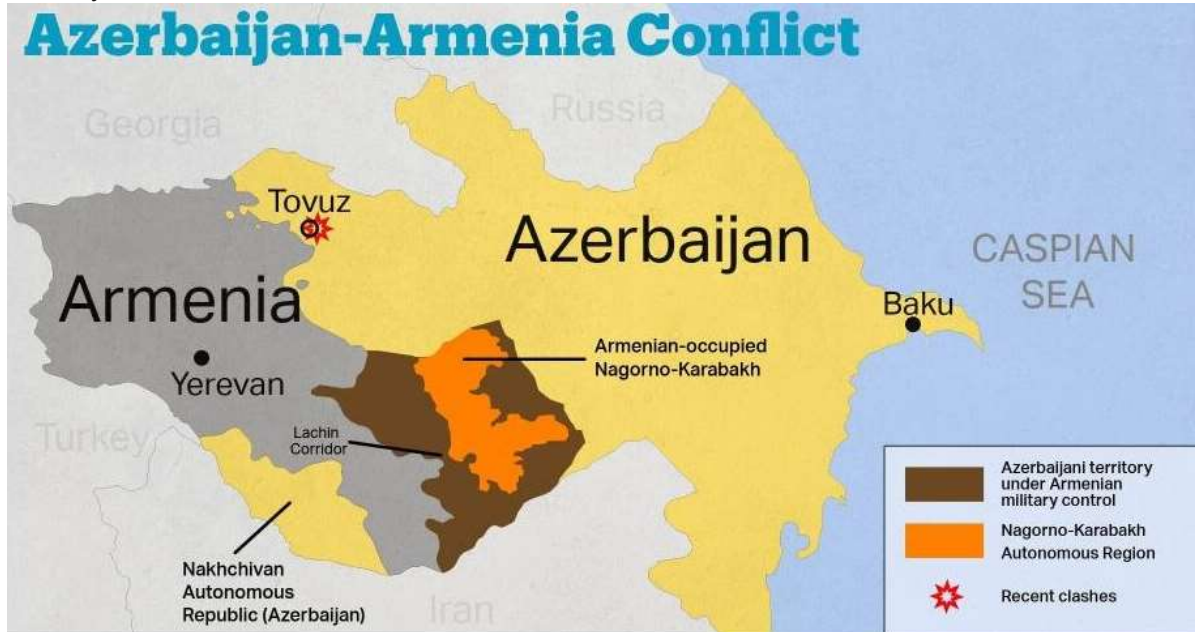 Azerbaijan-Armenia Conflict
Georgia
Russia
Tovuz
Azerbaijan
CASPIAN
SEA
Armenia
Baku
Armenian-occupied
Nagorno-Karabakh
Yerevan
Turkey
Lachin
Corridor
Azerbaijani territory
under Armenian
military control
Nagorno-Karabakh
Autonomous Region
Recent clashes
Nakhchivan
Autonomous
Republic (Azerbaijan)
Iran